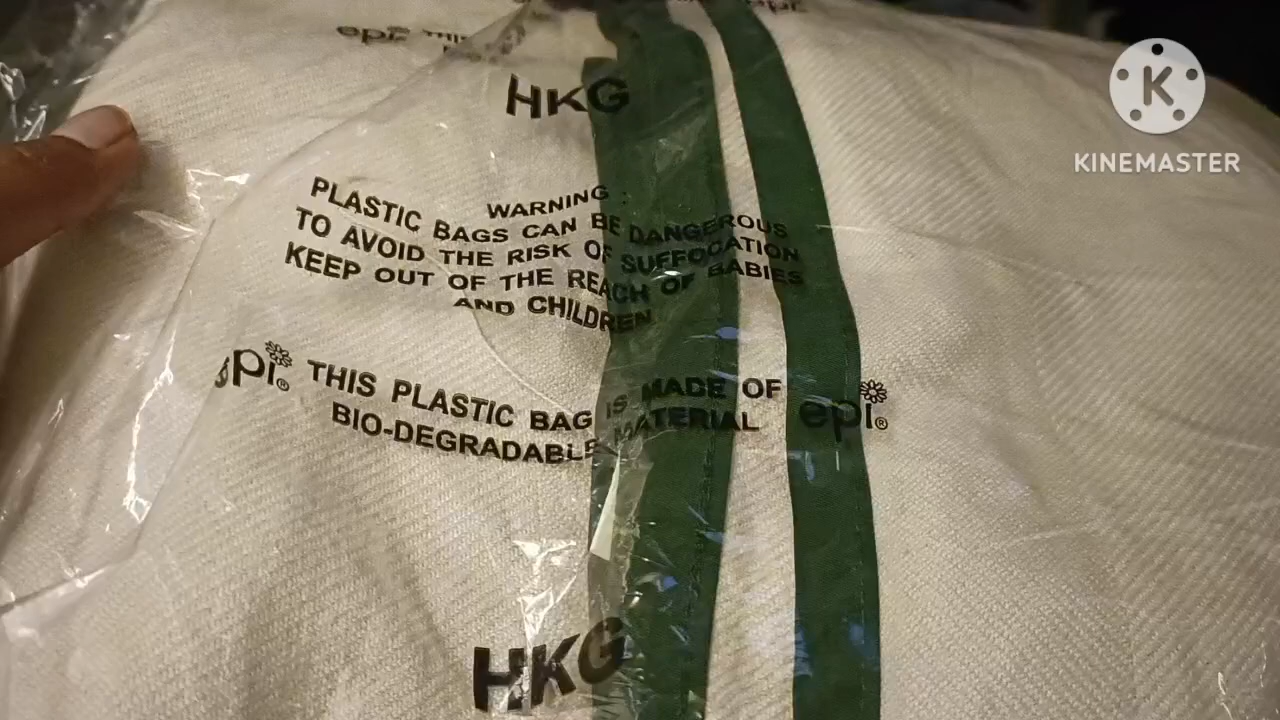 epi
HKG
WARNING :
PLASTIC BAGS CAN BE DANGEROUS
TO AVOID THE RISK OF SUFFOCATION
KEEP OUT OF THE REACH OF BABIES
AND CHILDREN
epi® THIS PLASTIC BAG IS MADE OF epi®
BIO-DEGRADABLE MATERIAL
HKG
K
KINEMASTER